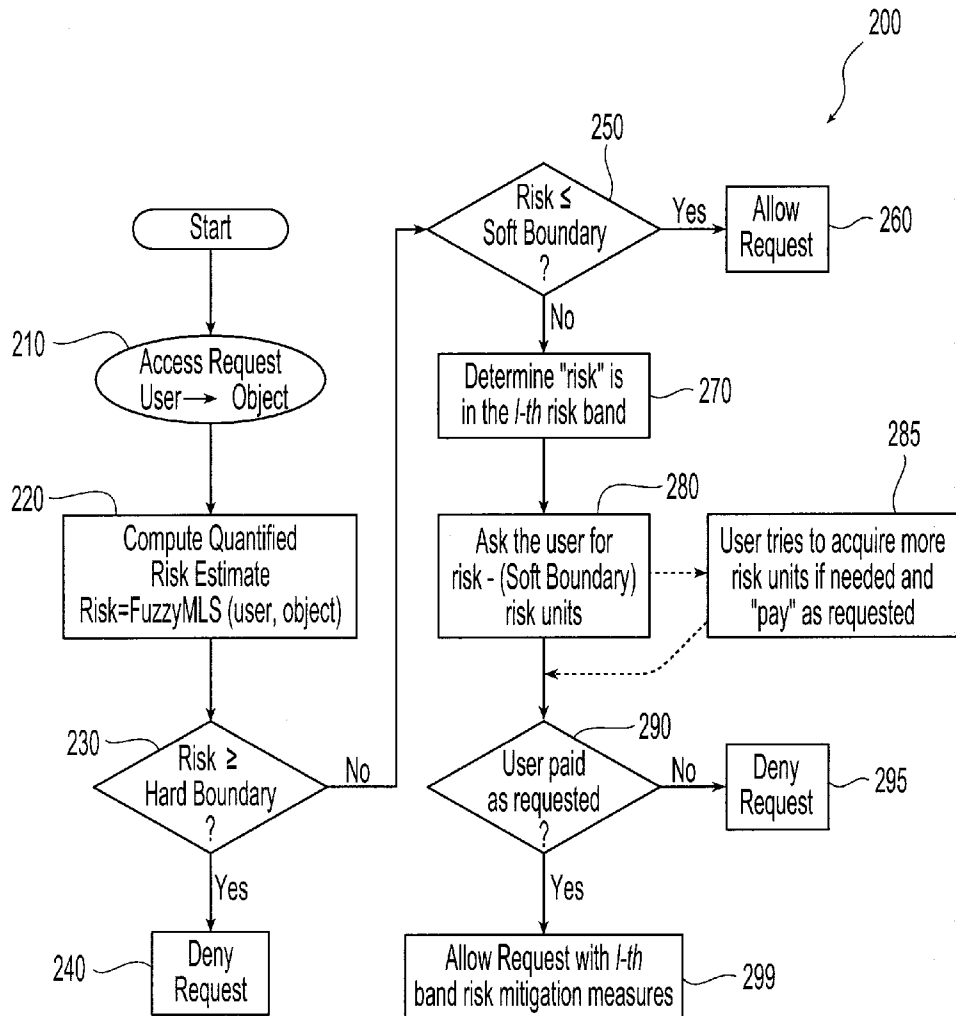 200
Start
210
Access Request
User → Object
220
Compute Quantified
Risk Estimate
Risk=FuzzyMLS (user, object)
230
Risk ≥
Hard Boundary
?
No
Yes
240
Deny
Request
250
Risk ≤
Soft Boundary
?
Yes
Allow
Request
260
No
Determine "risk" is
in the I-th risk band
270
280
Ask the user for
risk - (Soft Boundary)
risk units
285
User tries to acquire more
risk units if needed and
"pay" as requested
290
User paid
as requested
?
No
Deny
Request
295
Yes
Allow Request with I-th
band risk mitigation measures
299